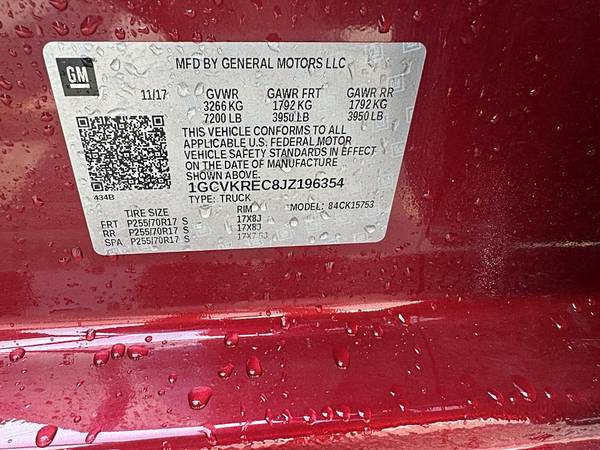 GM
MFD BY GENERAL MOTORS LLC
11/17 GVWR GAWR FRT GAWR RR
3266 KG 1792 KG 1792 KG
7200 LB 3950 LB 3950 LB
THIS VEHICLE CONFORMS TO ALL
APPLICABLE U.S. FEDERAL MOTOR
VEHICLE SAFETY STANDARDS IN EFFECT
ON THE DATE OF MANUFACTURE
SHOWN ABOVE.
434B 1GCVKREC8JZ196354
TYPE: TRUCK MODEL: 84CK15753
TIRE SIZE RIM
FRT P255/70R17 S 17X8J
RR P255/70R17 S 17X8J
SPA P255/70R17 S